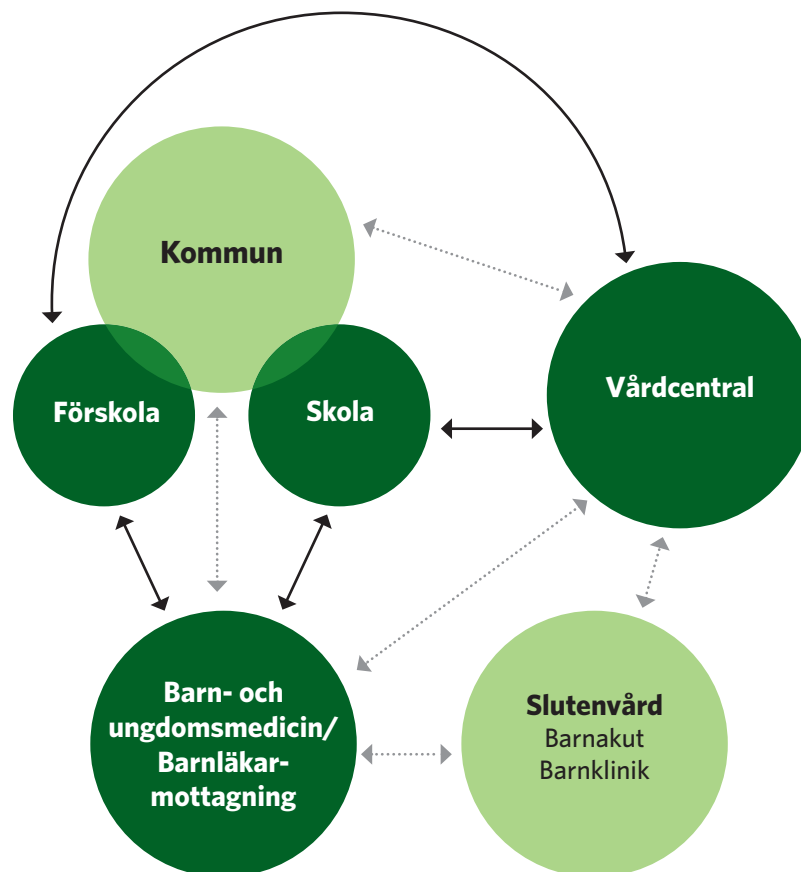 Kommun
Förskola
Skola
Vårdcentral
Barn- och
ungdomsmedicin/
Barnläkar-
mottagning
Slutenvård
Barnakut
Barnklinik